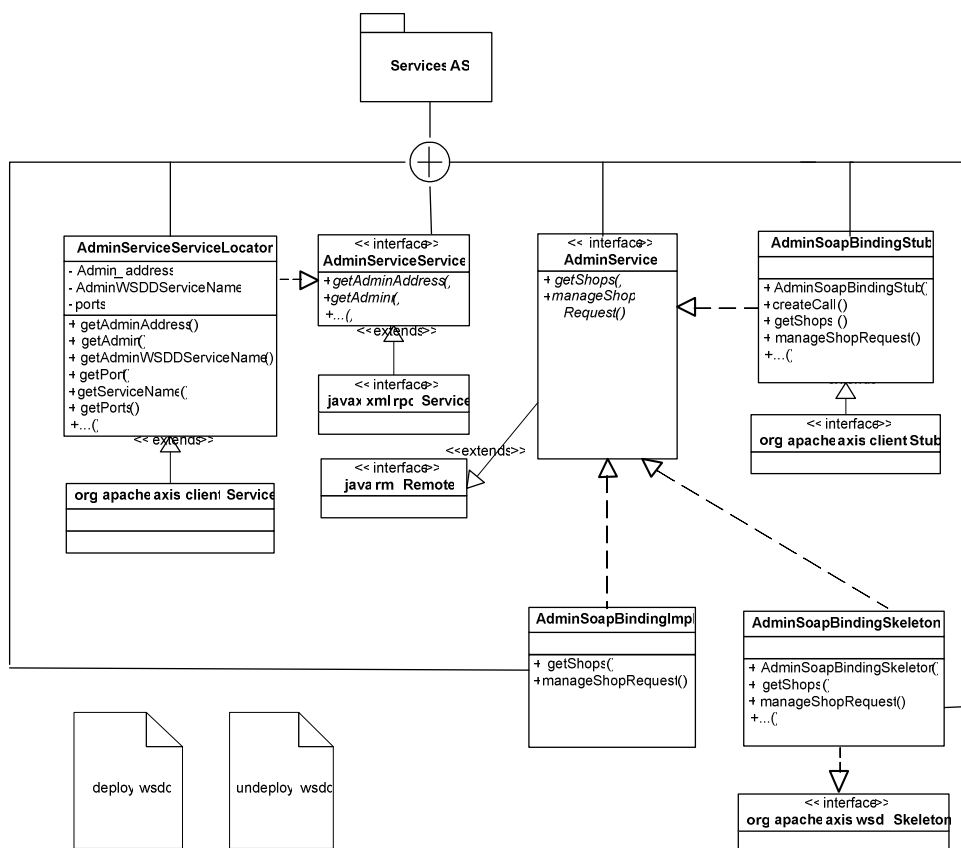 Services AS
AdminServiceServiceLocator
- Admin_address
- AdminWSDDServiceName
- ports
+ getAdminAddress()
+ getAdmin(
+ getAdminWSDDServiceName()
+ getPort(
+getServiceName(
+ getPorts()
+...(
<< extends>>
org apache axis client Service
<< interface>>
AdminServiceService
+getAdminAddress(
+getAdmin(
+...(
<<extends>>
<< interface>>
javax xml rpc Service
<< interface>>
java rm Remote
<<extends>>
<< interface>>
AdminService
+ getShops(
+manageShop
Request()
AdminSoapBindingStub
+ AdminSoapBindingStub(
+createCall()
+ getShops ()
+ manageShopRequest()
+...(
<< interface>>
org apache axis client Stub
AdminSoapBindingImpl
+ getShops(
+manageShopRequest()
AdminSoapBindingSkeleton
+ AdminSoapBindingSkeleton(
+ getShops (
+ manageShopRequest()
+...(
<< interface>>
org apache axis wsd Skeleton
deploy wsdc
undeploy wsdc